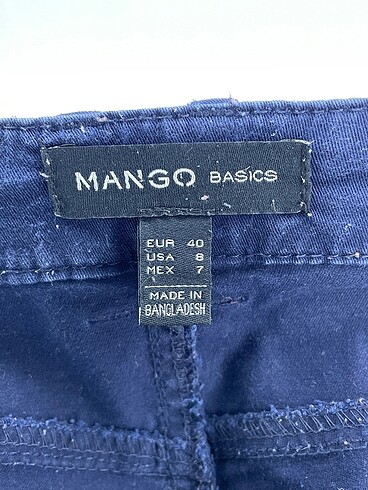 MANGO BASICS
EUR 40
USA 8
MEX 7
MADE IN
BANGLADESH